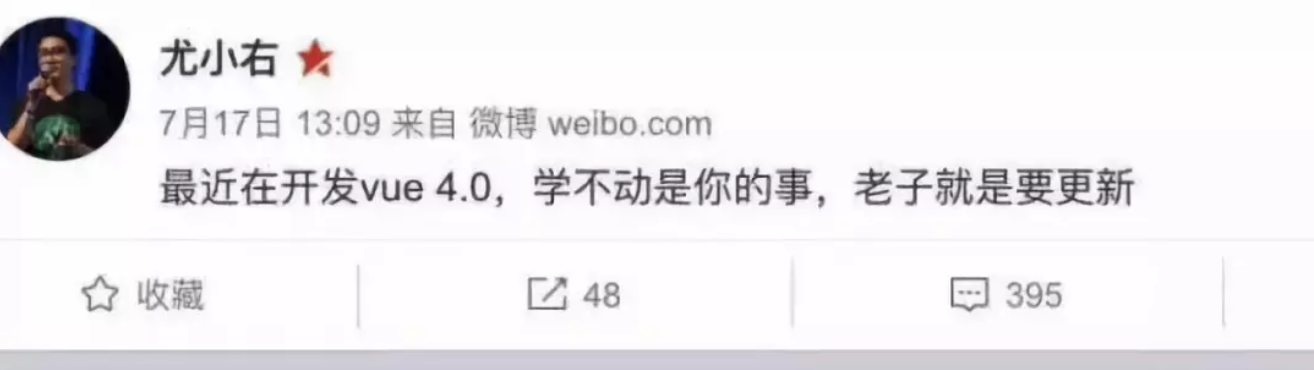 尤小右
7月17日 13:09 来自 微博 weibo.com
最近在开发vue 4.0，学不动是你的事，老子就是要更新
收藏 48 395